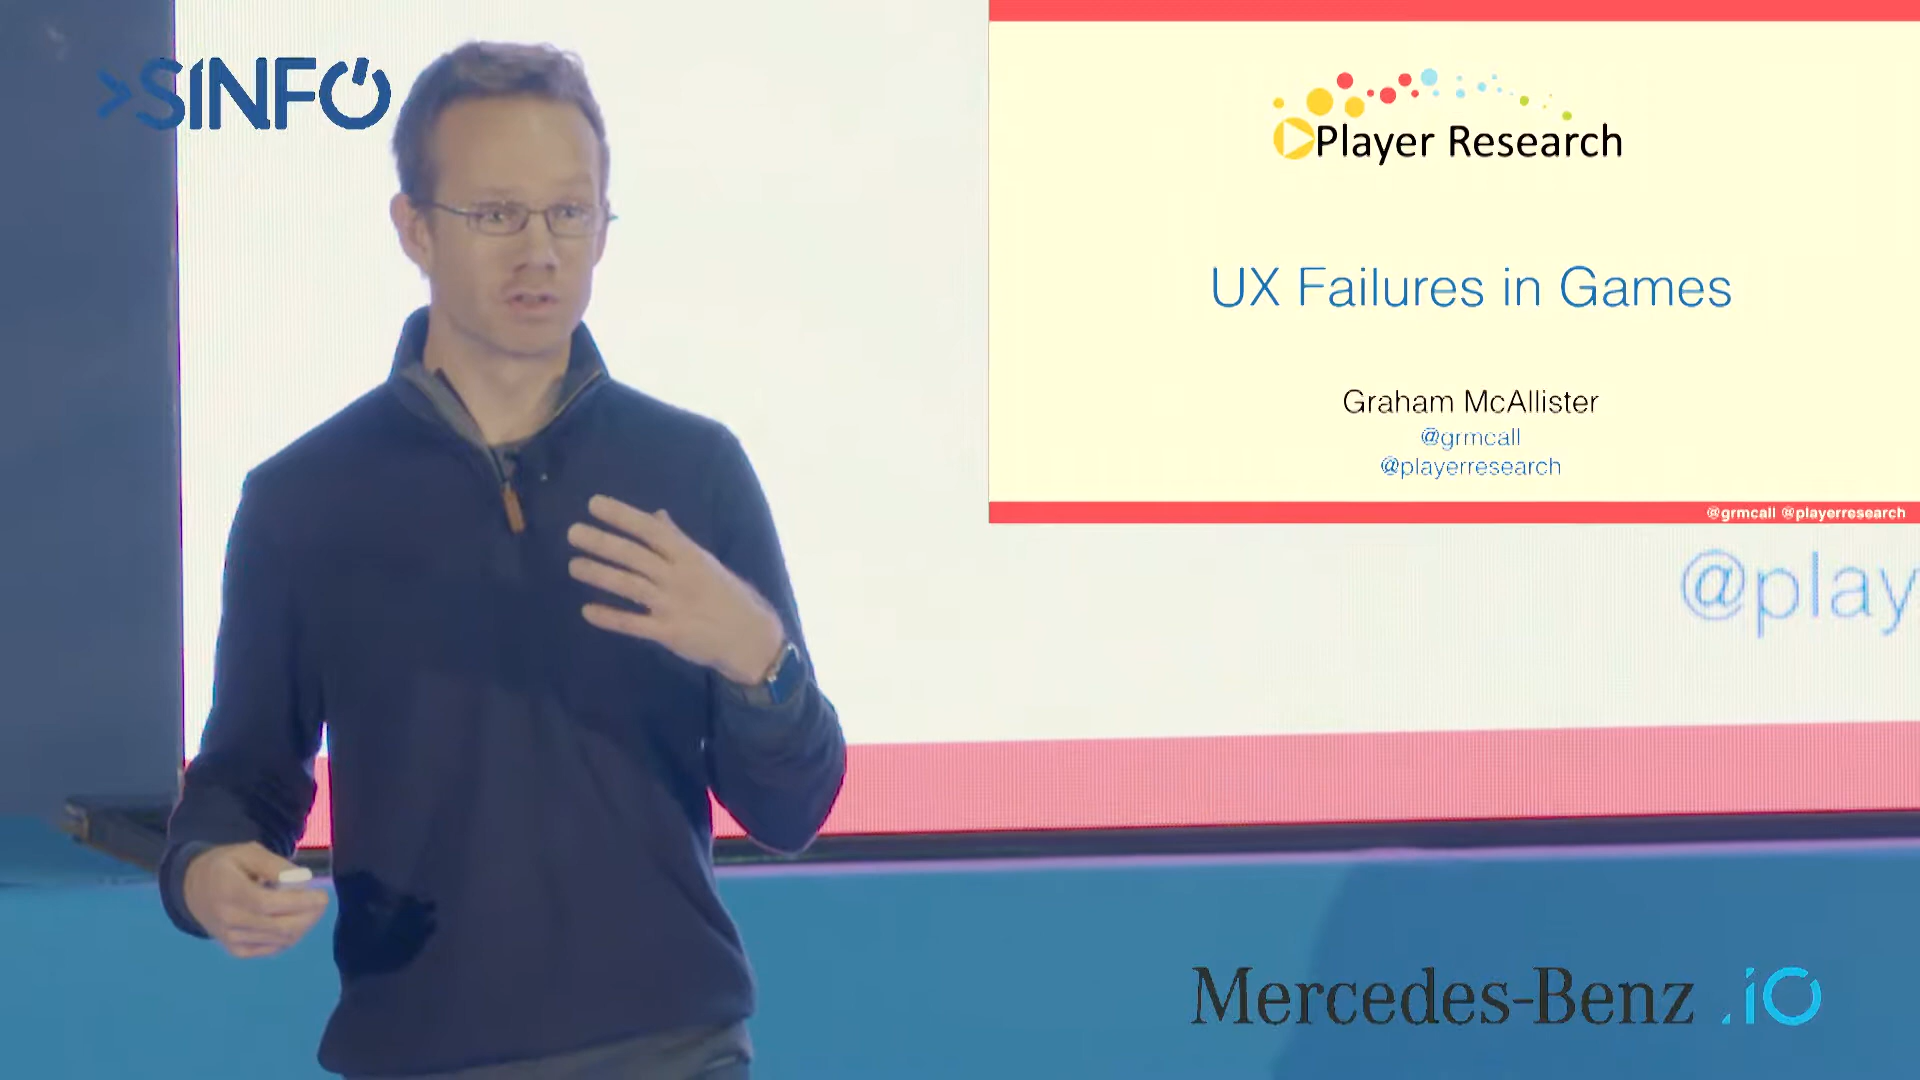 >SINFO
Player Research
UX Failures in Games
Graham McAllister
@grmcall
@playerresearch
@grmcall @playerresearch
@play
Mercedes-Benz .io